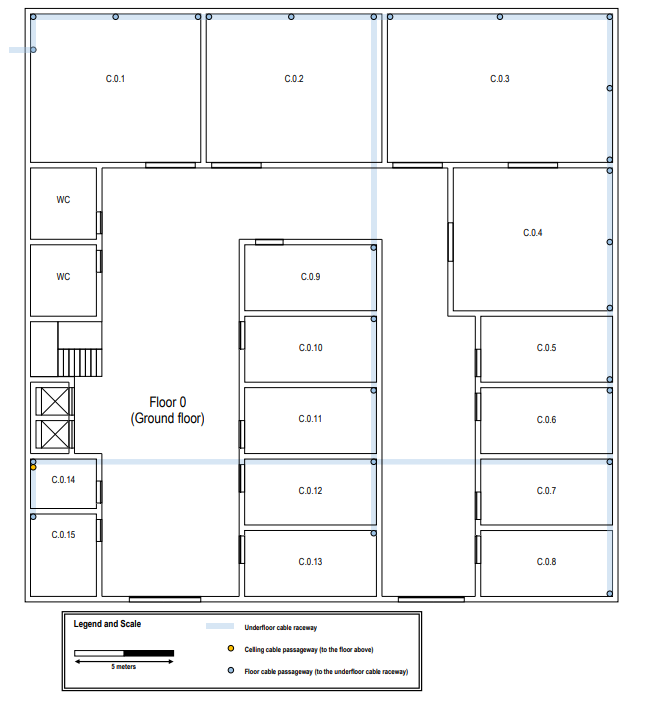 C.0.1
C.0.2
C.0.3
WC
C.0.4
WC
C.0.9
C.0.10
C.0.5
Floor 0
(Ground floor)
C.0.11
C.0.6
C.0.14
C.0.12
C.0.7
C.0.15
C.0.13
C.0.8
Legend and Scale
5 meters
Underfloor cable raceway
Celling cable passageway (to the floor above)
Floor cable passageway (to the underfloor cable raceway)